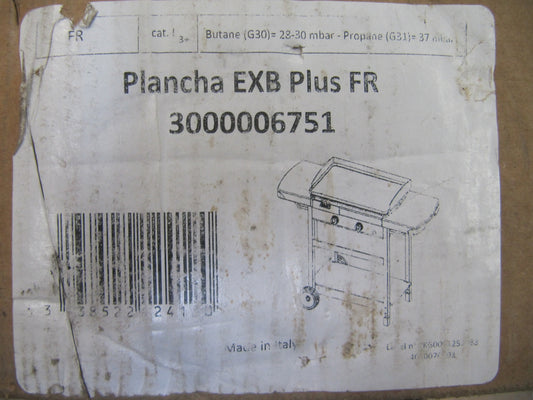 FR
cat. I 3+
Butane (G30)= 28-30 mbar - Propane (G31)= 37 mbar
Plancha EXB Plus FR
3000006751
Made in Italy